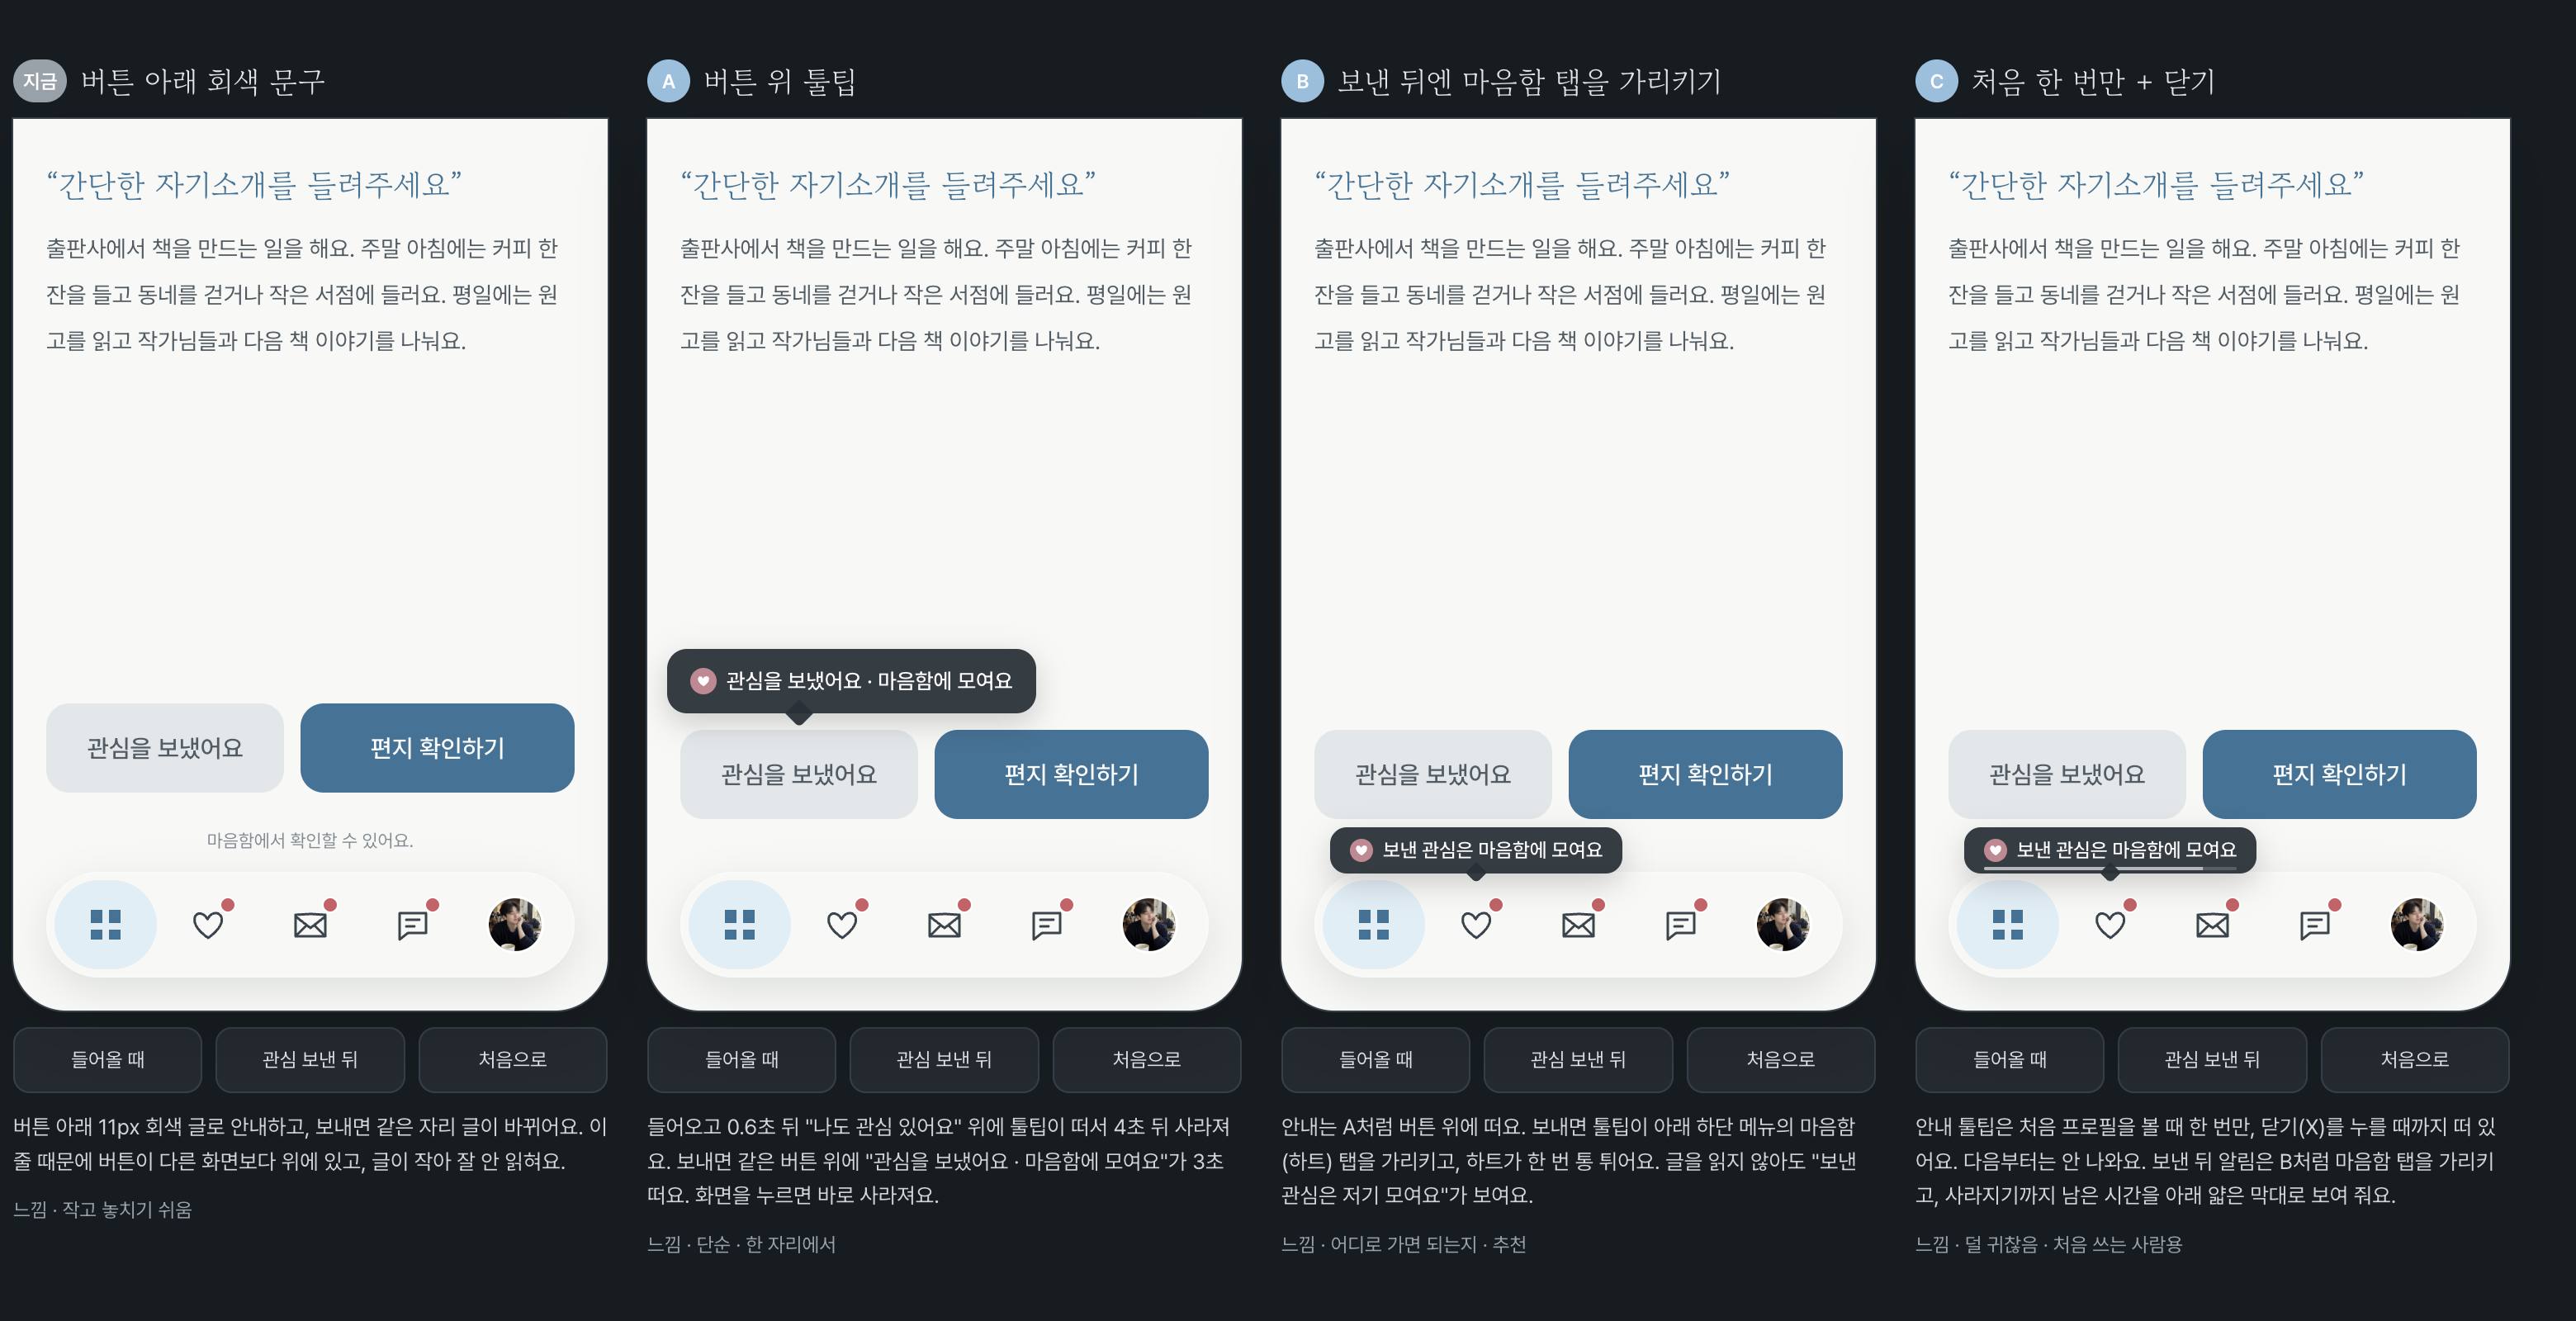 지금 버튼 아래 회색 문구
“간단한 자기소개를 들려주세요”
출판사에서 책을 만드는 일을 해요. 주말 아침에는 커피 한
잔을 들고 동네를 걷거나 작은 서점에 들러요. 평일에는 원
고를 읽고 작가님들과 다음 책 이야기를 나눠요.
관심을 보냈어요
편지 확인하기
마음함에서 확인할 수 있어요.
들어올 때
관심 보낸 뒤
처음으로
버튼 아래 11px 회색 글로 안내하고, 보내면 같은 자리 글이 바뀌어요. 이
줄 때문에 버튼이 다른 화면보다 위에 있고, 글이 작아 잘 안 읽혀요.
느낌 · 작고 놓치기 쉬움
A 버튼 위 툴팁
“간단한 자기소개를 들려주세요”
출판사에서 책을 만드는 일을 해요. 주말 아침에는 커피 한
잔을 들고 동네를 걷거나 작은 서점에 들러요. 평일에는 원
고를 읽고 작가님들과 다음 책 이야기를 나눠요.
관심을 보냈어요 · 마음함에 모여요
관심을 보냈어요
편지 확인하기
들어올 때
관심 보낸 뒤
처음으로
들어오고 0.6초 뒤 "나도 관심 있어요" 위에 툴팁이 떠서 4초 뒤 사라져
요. 보내면 같은 버튼 위에 "관심을 보냈어요 · 마음함에 모여요"가 3초
떠요. 화면을 누르면 바로 사라져요.
느낌 · 단순 · 한 자리에서
B 보낸 뒤엔 마음함 탭을 가리키기
“간단한 자기소개를 들려주세요”
출판사에서 책을 만드는 일을 해요. 주말 아침에는 커피 한
잔을 들고 동네를 걷거나 작은 서점에 들러요. 평일에는 원
고를 읽고 작가님들과 다음 책 이야기를 나눠요.
관심을 보냈어요
편지 확인하기
보낸 관심은 마음함에 모여요
들어올 때
관심 보낸 뒤
처음으로
안내는 A처럼 버튼 위에 떠요. 보내면 툴팁이 아래 하단 메뉴의 마음함
(하트) 탭을 가리키고, 하트가 한 번 통 튀어요. 글을 읽지 않아도 "보낸
관심은 저기 모여요"가 보여요.
느낌 · 어디로 가면 되는지 · 추천
C 처음 한 번만 + 닫기
“간단한 자기소개를 들려주세요”
출판사에서 책을 만드는 일을 해요. 주말 아침에는 커피 한
잔을 들고 동네를 걷거나 작은 서점에 들러요. 평일에는 원
고를 읽고 작가님들과 다음 책 이야기를 나눠요.
관심을 보냈어요
편지 확인하기
보낸 관심은 마음함에 모여요
들어올 때
관심 보낸 뒤
처음으로
안내 툴팁은 처음 프로필을 볼 때 한 번만, 닫기(X)를 누를 때까지 떠 있
어요. 다음부터는 안 나와요. 보낸 뒤 알림은 B처럼 마음함 탭을 가리키
고, 사라지기까지 남은 시간을 아래 얇은 막대로 보여 줘요.
느낌 · 덜 귀찮음 · 처음 쓰는 사람용